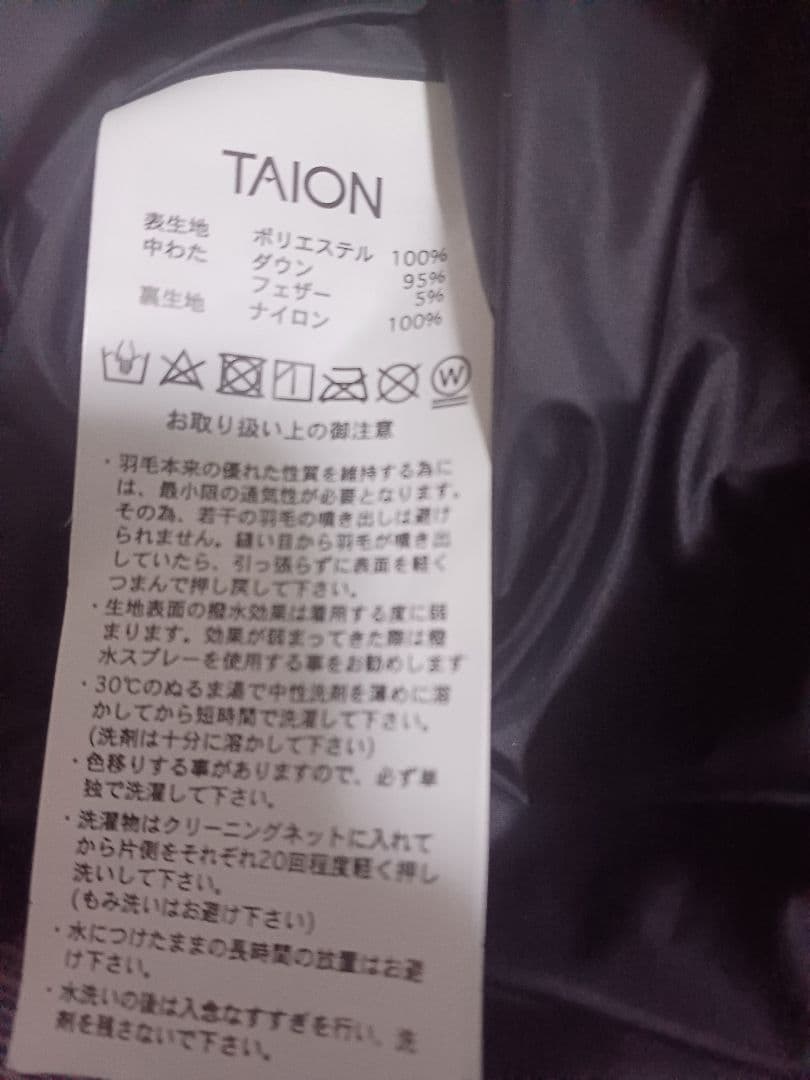 TAION
表生地 ポリエステル 100%
中わた ダウン 95%
フェザー 5%
裏生地 ナイロン 100%
W
お取り扱い上の御注意
・羽毛本来の優れた性質を維持する為に
は、最小限の通気性が必要となります。
その為、若干の羽毛の噴き出しは避け
られません。縫い目から羽毛が噴き出
していたら、引っ張らずに表面を軽く
つまんで押し戻して下さい。
・生地表面の撥水効果は着用する度に弱
まります。効果が弱まってきた際は撥
水スプレーを使用する事をお勧めします
・30℃のぬるま湯で中性洗剤を薄めに溶
かしてから短時間で洗濯して下さい。
(洗剤は十分に溶かして下さい)
・色移りする事がありますので、必ず単
独で洗濯して下さい。
・洗濯物はクリーニングネットに入れて
から片側をそれぞれ20回程度軽く押し
洗いして下さい。
(もみ洗いはお避け下さい)
・水につけたままの長時間の放置はお避
け下さい。
・水洗いの後は入念なすすぎを行い、洗
剤を残さないで下さい。